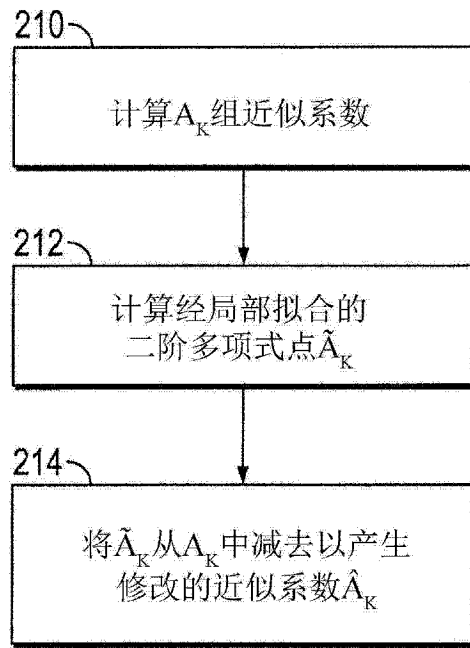 210
计算A_K组近似系数
212
计算经局部拟合的
二阶多项式点Ã_K
214
将Ã_K从A_K中减去以产生
修改的近似系数Â_K